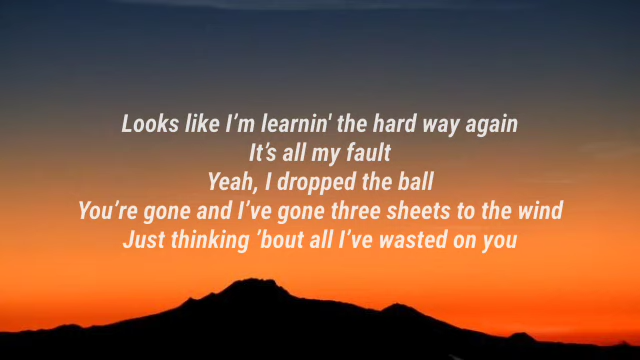 Looks like I’m learnin' the hard way again
It’s all my fault
Yeah, I dropped the ball
You’re gone and I’ve gone three sheets to the wind
Just thinking ’bout all I’ve wasted on you